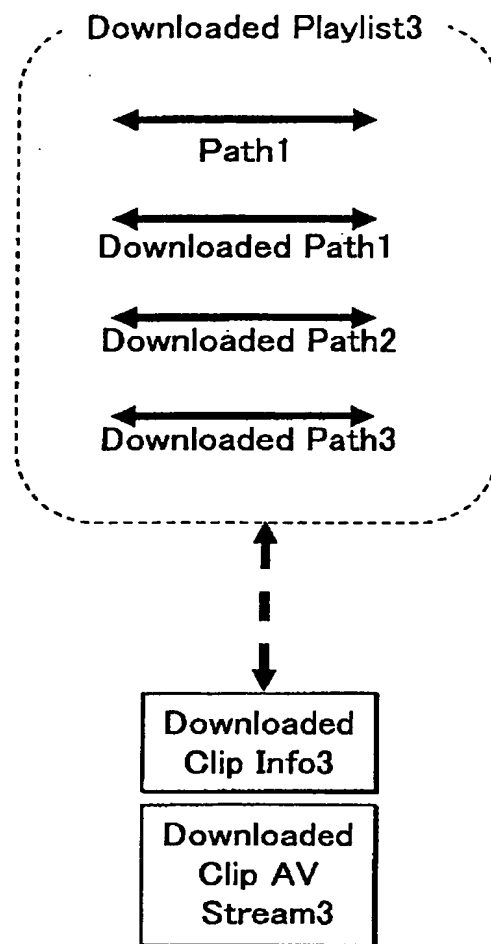 Downloaded Playlist3
Path1
Downloaded Path1
Downloaded Path2
Downloaded Path3
Downloaded
Clip Info3
Downloaded
Clip AV
Stream3